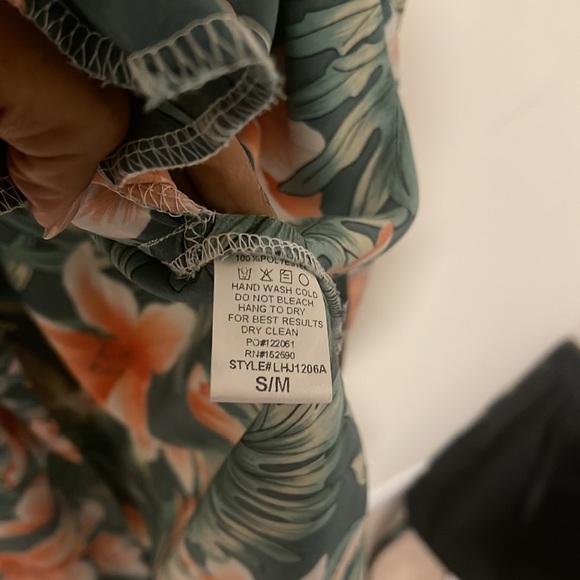 100%POLYESTER
HAND WASH COLD
DO NOT BLEACH
HANG TO DRY
FOR BEST RESULTS
DRY CLEAN
PO#122061
RN#152690
STYLE#LHJ1206A
S/M